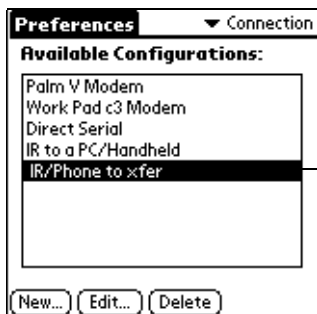 Preferences
Connection
Available Configurations:
Palm V Modem
Work Pad c3 Modem
Direct Serial
IR to a PC/Handheld
IR/Phone to xfer
New... Edit... Delete